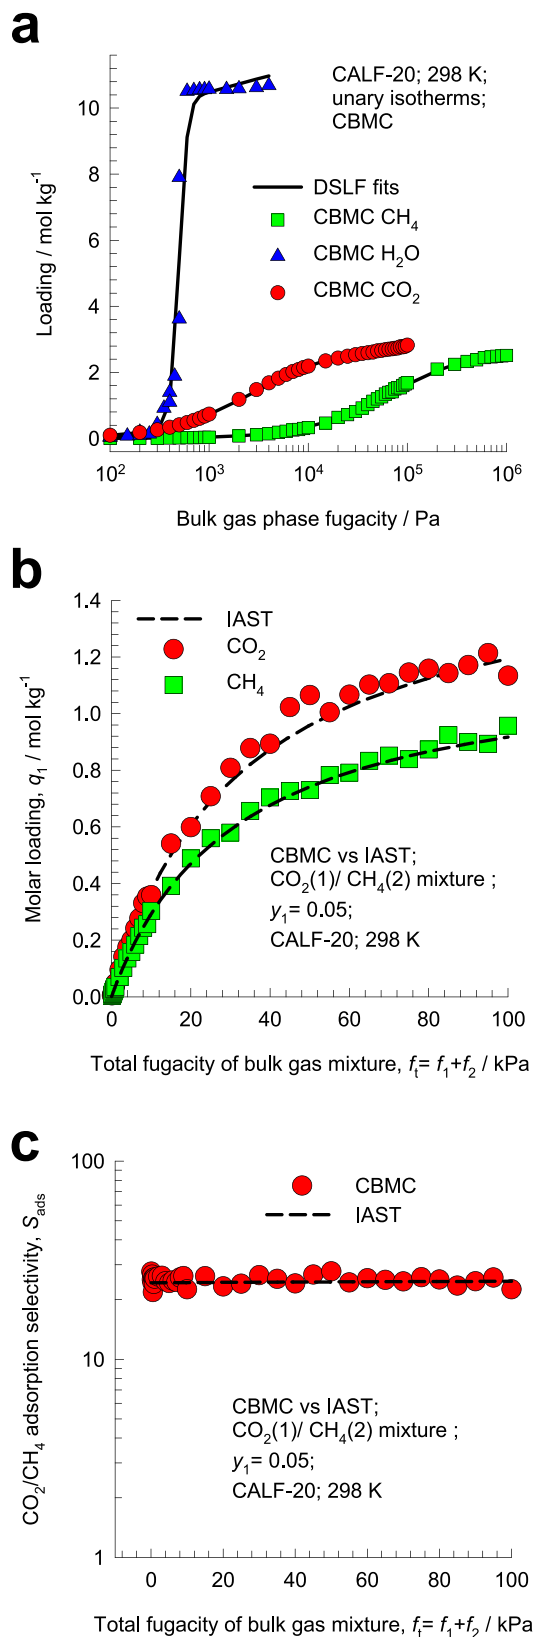 a
CALF-20; 298 K;
unary isotherms;
CBMC
DSLF fits
CBMC CH4
CBMC H2O
CBMC CO2
Loading / mol kg-1
10
8
6
4
2
0
10^2
10^3
10^4
10^5
10^6
Bulk gas phase fugacity / Pa
b
IAST
CO2
CH4
Molar loading, q1 / mol kg-1
1.4
1.2
1.0
0.8
0.6
0.4
0.2
0.0
CBMC vs IAST;
CO2(1)/ CH4(2) mixture ;
y1= 0.05;
CALF-20; 298 K
0 20 40 60 80 100
Total fugacity of bulk gas mixture, ft= f1+f2 / kPa
c
CBMC
IAST
CO2/CH4 adsorption selectivity, Sads
100
10
1
CBMC vs IAST;
CO2(1)/ CH4(2) mixture ;
y1= 0.05;
CALF-20; 298 K
0 20 40 60 80 100
Total fugacity of bulk gas mixture, ft= f1+f2 / kPa